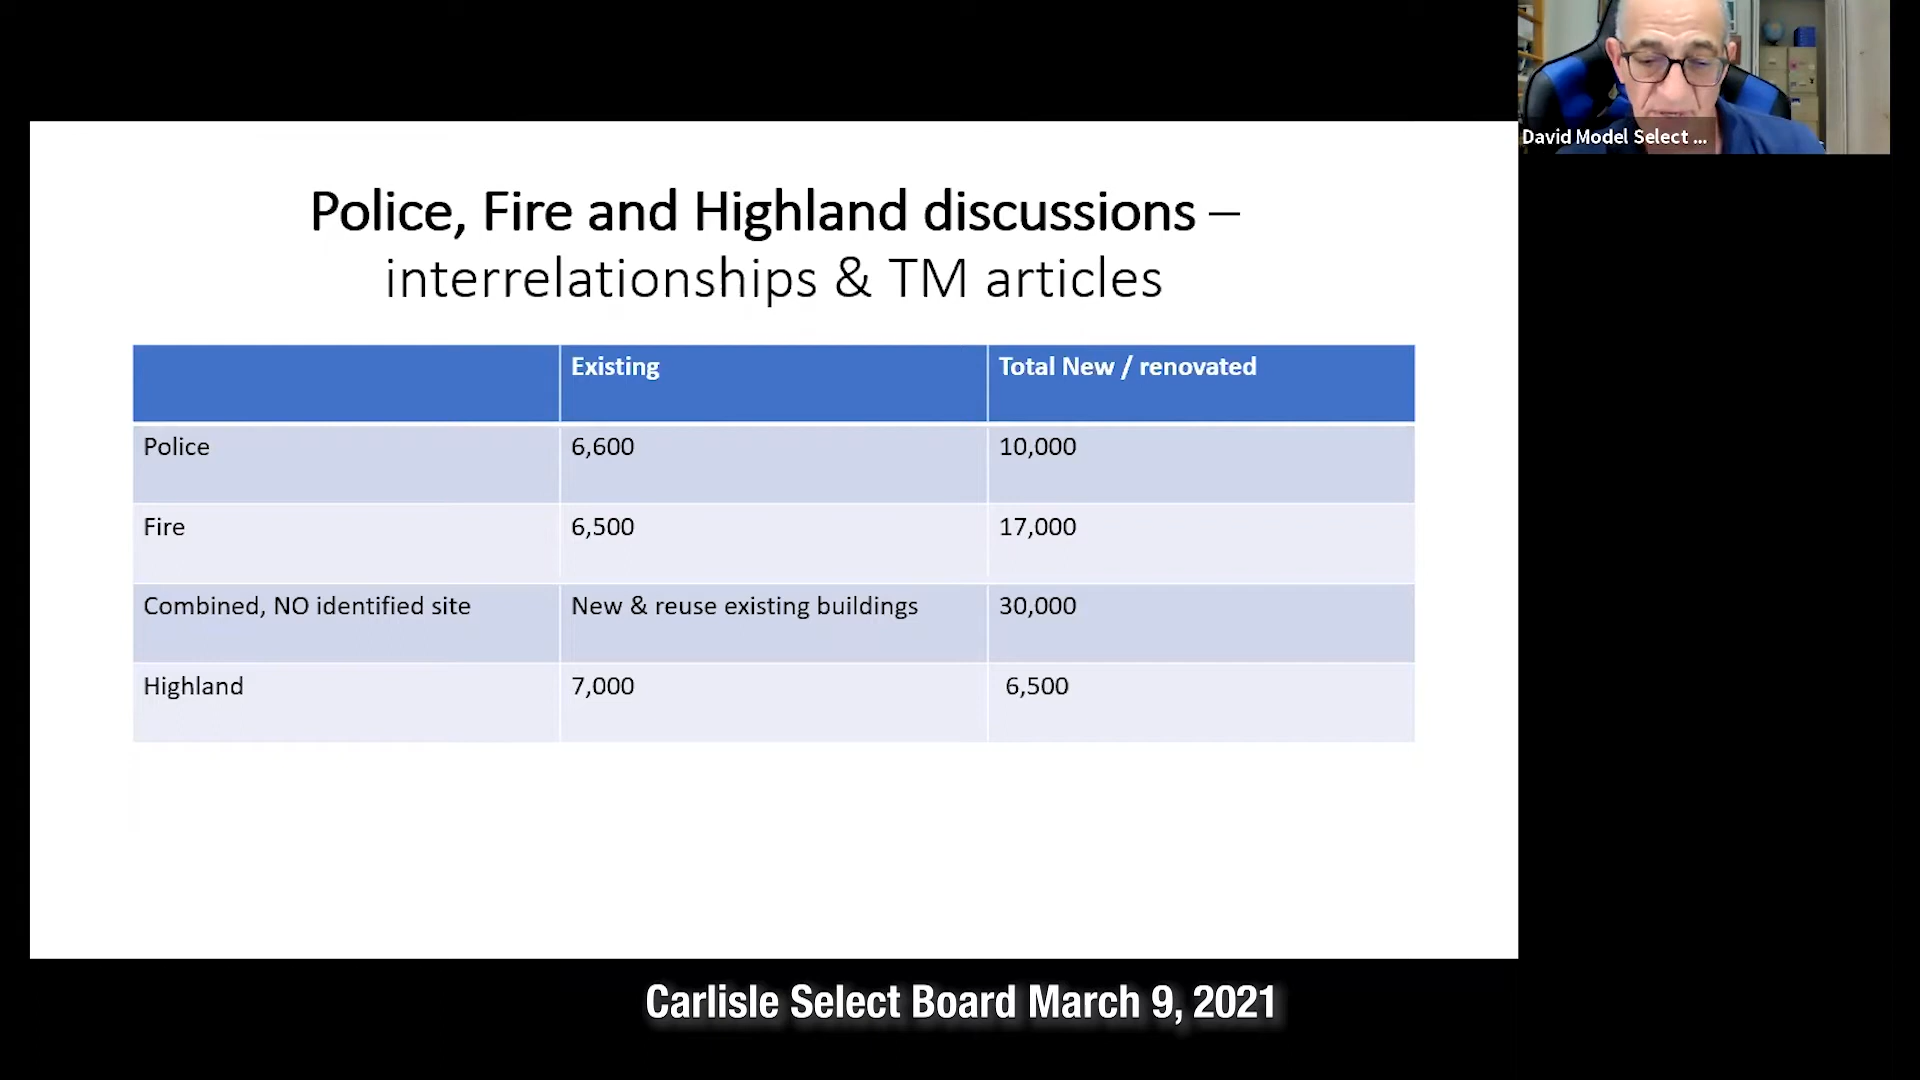 David Model Select ...
Police, Fire and Highland discussions –
interrelationships & TM articles
Existing Total New / renovated
Police 6,600 10,000
Fire 6,500 17,000
Combined, NO identified site New & reuse existing buildings 30,000
Highland 7,000 6,500
Carlisle Select Board March 9, 2021